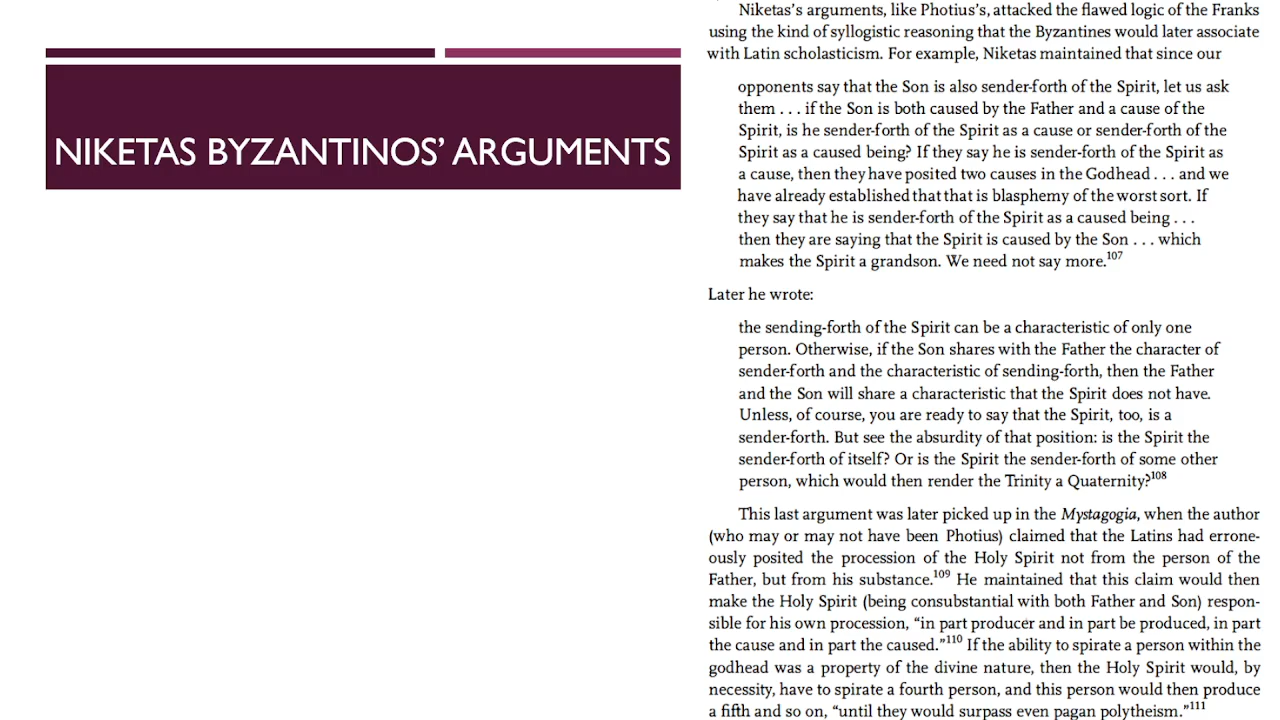 NIKETAS BYZANTINOS' ARGUMENTS
Niketas's arguments, like Photius's, attacked the flawed logic of the Franks
using the kind of syllogistic reasoning that the Byzantines would later associate
with Latin scholasticism. For example, Niketas maintained that since our
opponents say that the Son is also sender-forth of the Spirit, let us ask
them . . . if the Son is both caused by the Father and a cause of the
Spirit, is he sender-forth of the Spirit as a cause or sender-forth of the
Spirit as a caused being? If they say he is sender-forth of the Spirit as
a cause, then they have posited two causes in the Godhead . . . and we
have already established that that is blasphemy of the worst sort. If
they say that he is sender-forth of the Spirit as a caused being . . .
then they are saying that the Spirit is caused by the Son . . . which
makes the Spirit a grandson. We need not say more.107
Later he wrote:
the sending-forth of the Spirit can be a characteristic of only one
person. Otherwise, if the Son shares with the Father the character of
sender-forth and the characteristic of sending-forth, then the Father
and the Son will share a characteristic that the Spirit does not have.
Unless, of course, you are ready to say that the Spirit, too, is a
sender-forth. But see the absurdity of that position: is the Spirit the
sender-forth of itself? Or is the Spirit the sender-forth of some other
person, which would then render the Trinity a Quaternity?108
This last argument was later picked up in the Mystagogia, when the author
(who may or may not have been Photius) claimed that the Latins had errone-
ously posited the procession of the Holy Spirit not from the person of the
Father, but from his substance.109 He maintained that this claim would then
make the Holy Spirit (being consubstantial with both Father and Son) respon-
sible for his own procession, "in part producer and in part be produced, in part
the cause and in part the caused."110 If the ability to spirate a person within the
godhead was a property of the divine nature, then the Holy Spirit would, by
necessity, have to spirate a fourth person, and this person would then produce
a fifth and so on, "until they would surpass even pagan polytheism."111